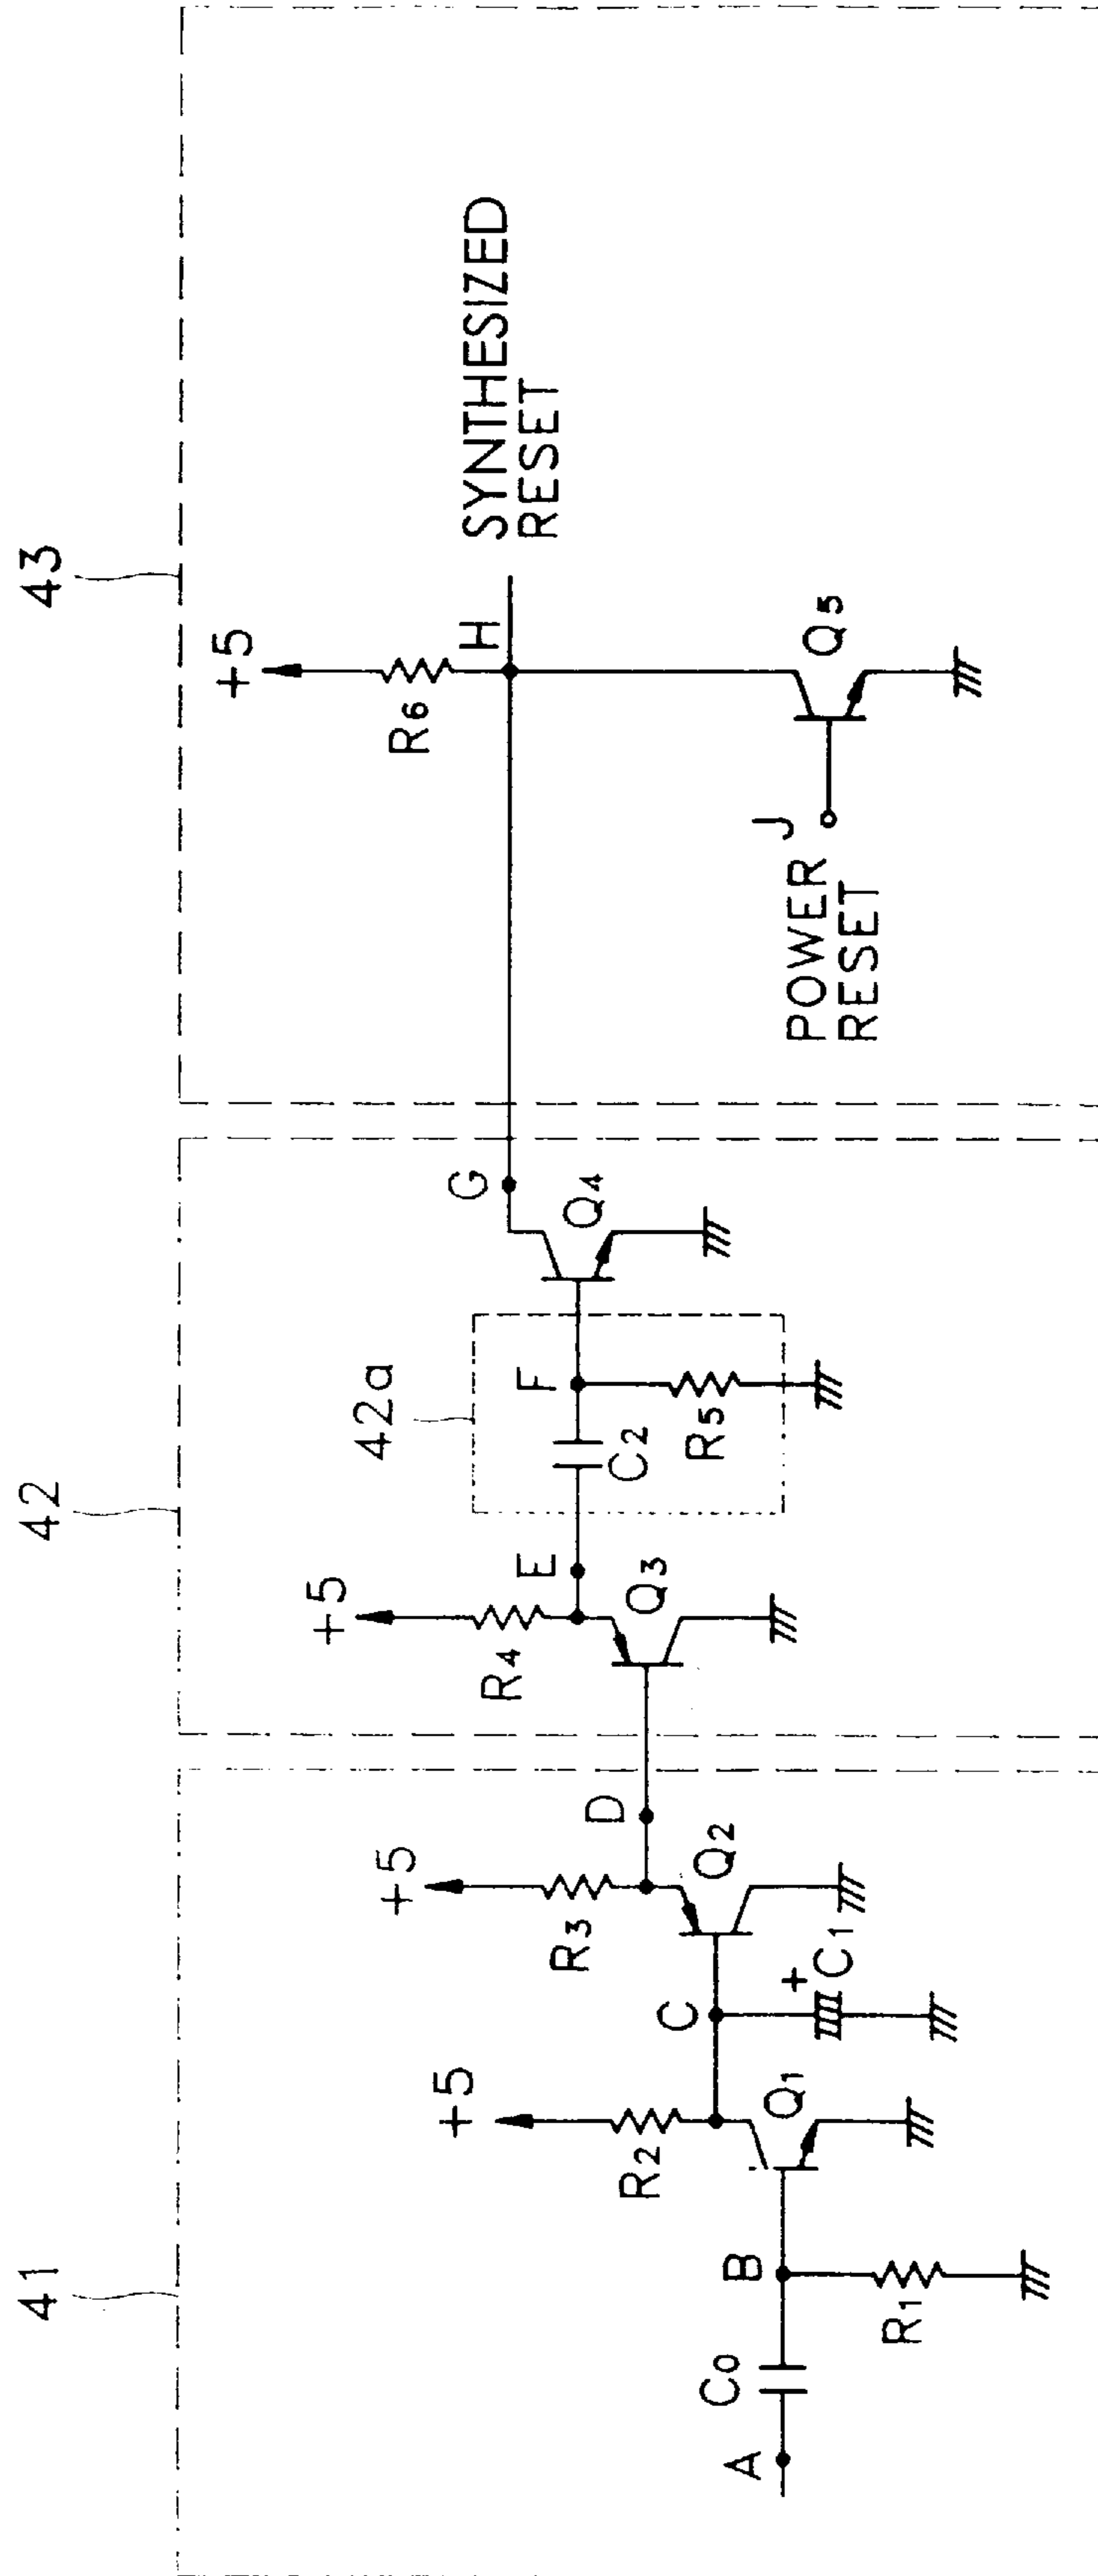 41
42
43
A
C0
B
R1
+5
R2
Q1
C
+
C1
+5
R3
Q2
D
+5
R4
Q3
E
42a
F
C2
R5
Q4
G
+5
R6
H
SYNTHESIZED
RESET
J
POWER
RESET
Q5